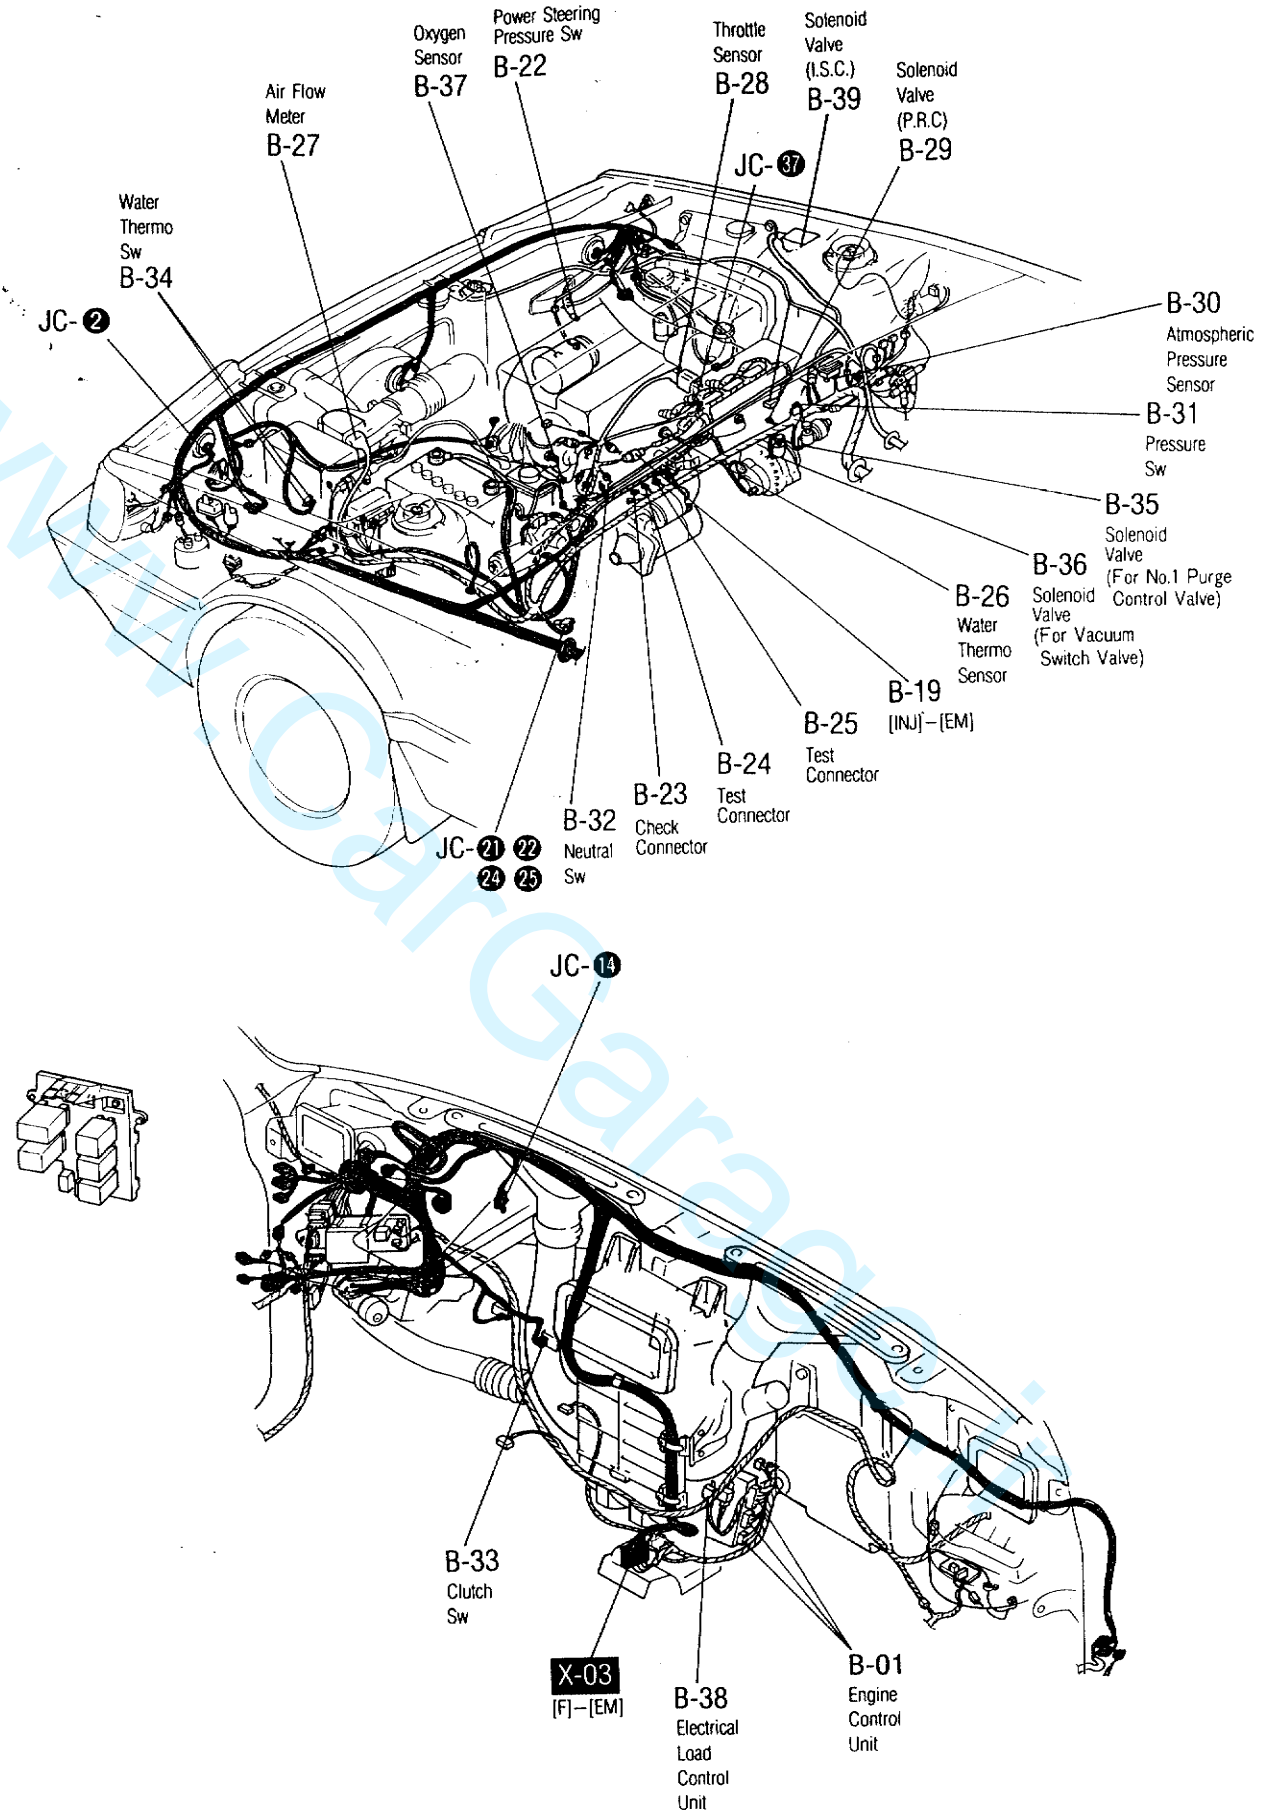 Oxygen
Sensor
B-37
Power Steering
Pressure Sw
B-22
Throttle
Sensor
B-28
Solenoid
Valve
(I.S.C.)
B-39
Solenoid
Valve
(P.R.C)
B-29
Air Flow
Meter
B-27
JC-37
Water
Thermo
Sw
B-34
JC-2
B-30
Atmospheric
Pressure
Sensor
B-31
Pressure
Sw
B-35
Solenoid
Valve
(For No.1 Purge
Control Valve)
B-36
Solenoid
Valve
(For Vacuum
Switch Valve)
B-26
Water
Thermo
Sensor
B-19
[INJ]-[EM]
B-25
Test
Connector
B-24
Test
Connector
B-23
Check
Connector
B-32
Neutral
Sw
JC-21 22
24 25
JC-14
B-33
Clutch
Sw
X-03
[F]-[EM]
B-38
Electrical
Load
Control
Unit
B-01
Engine
Control
Unit
www.CarGarage.in